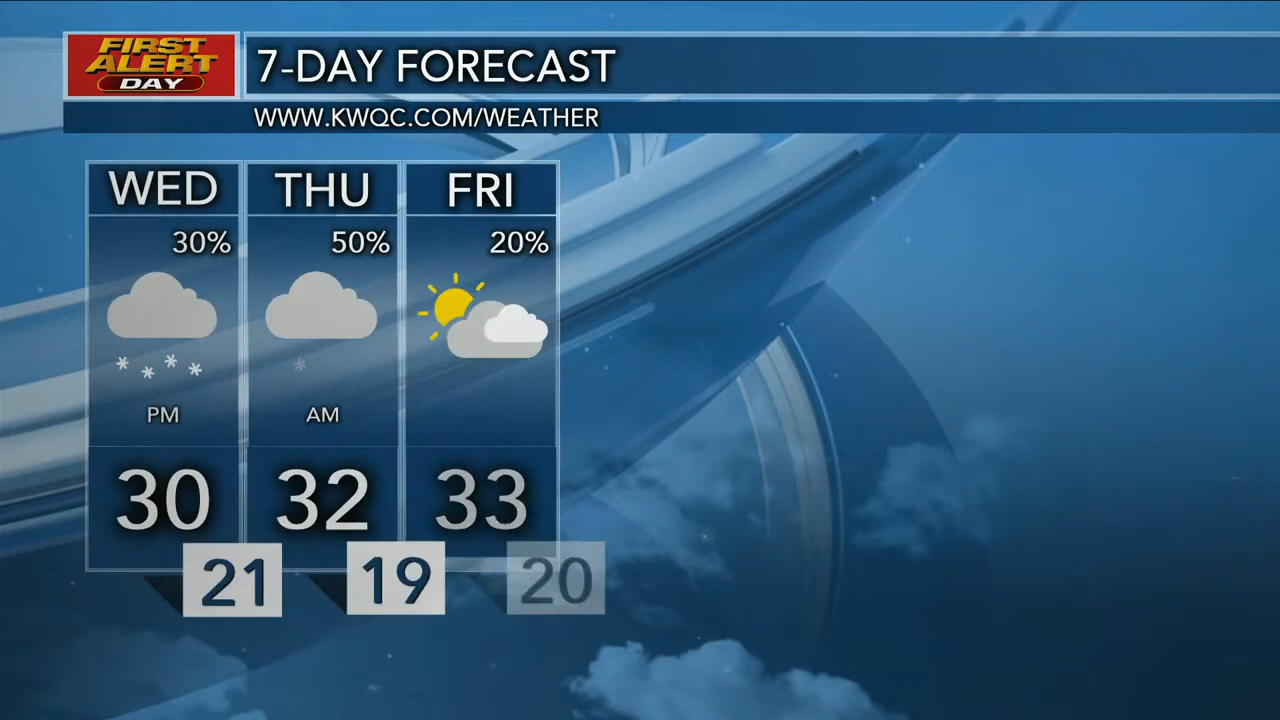 FIRST
ALERT
DAY
7-DAY FORECAST
WWW.KWQC.COM/WEATHER
WED THU FRI
30% 50% 20%
PM AM
30 32 33
21 19 20